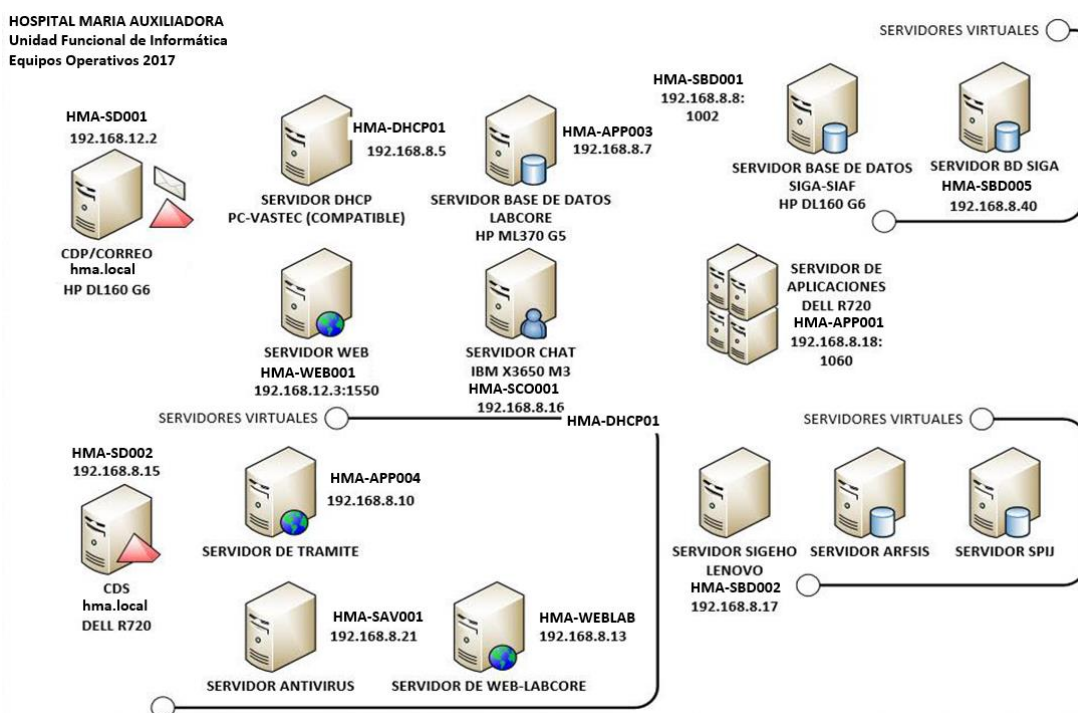 HOSPITAL MARIA AUXILIADORA
Unidad Funcional de Informática
Equipos Operativos 2017
SERVIDORES VIRTUALES
HMA-SD001
192.168.12.2
CDP/CORREO
hma.local
HP DL160 G6
HMA-DHCP01
192.168.8.5
SERVIDOR DHCP
PC-VASTEC (COMPATIBLE)
HMA-APP003
192.168.8.7
SERVIDOR BASE DE DATOS
LABCORE
HP ML370 G5
HMA-SBD001
192.168.8.8:
1002
SERVIDOR BASE DE DATOS
SIGA-SIAF
HP DL160 G6
SERVIDOR BD SIGA
HMA-SBD005
192.168.8.40
SERVIDOR WEB
HMA-WEB001
192.168.12.3:1550
SERVIDOR CHAT
IBM X3650 M3
HMA-SCO001
192.168.8.16
SERVIDOR DE
APLICACIONES
DELL R720
HMA-APP001
192.168.8.18:
1060
SERVIDORES VIRTUALES
HMA-DHCP01
SERVIDORES VIRTUALES
HMA-SD002
192.168.8.15
CDS
hma.local
DELL R720
HMA-APP004
192.168.8.10
SERVIDOR DE TRAMITE
SERVIDOR SIGEHO
LENOVO
HMA-SBD002
192.168.8.17
SERVIDOR ARFSIS
SERVIDOR SPIJ
HMA-SAV001
192.168.8.21
SERVIDOR ANTIVIRUS
HMA-WEBLAB
192.168.8.13
SERVIDOR DE WEB-LABCORE